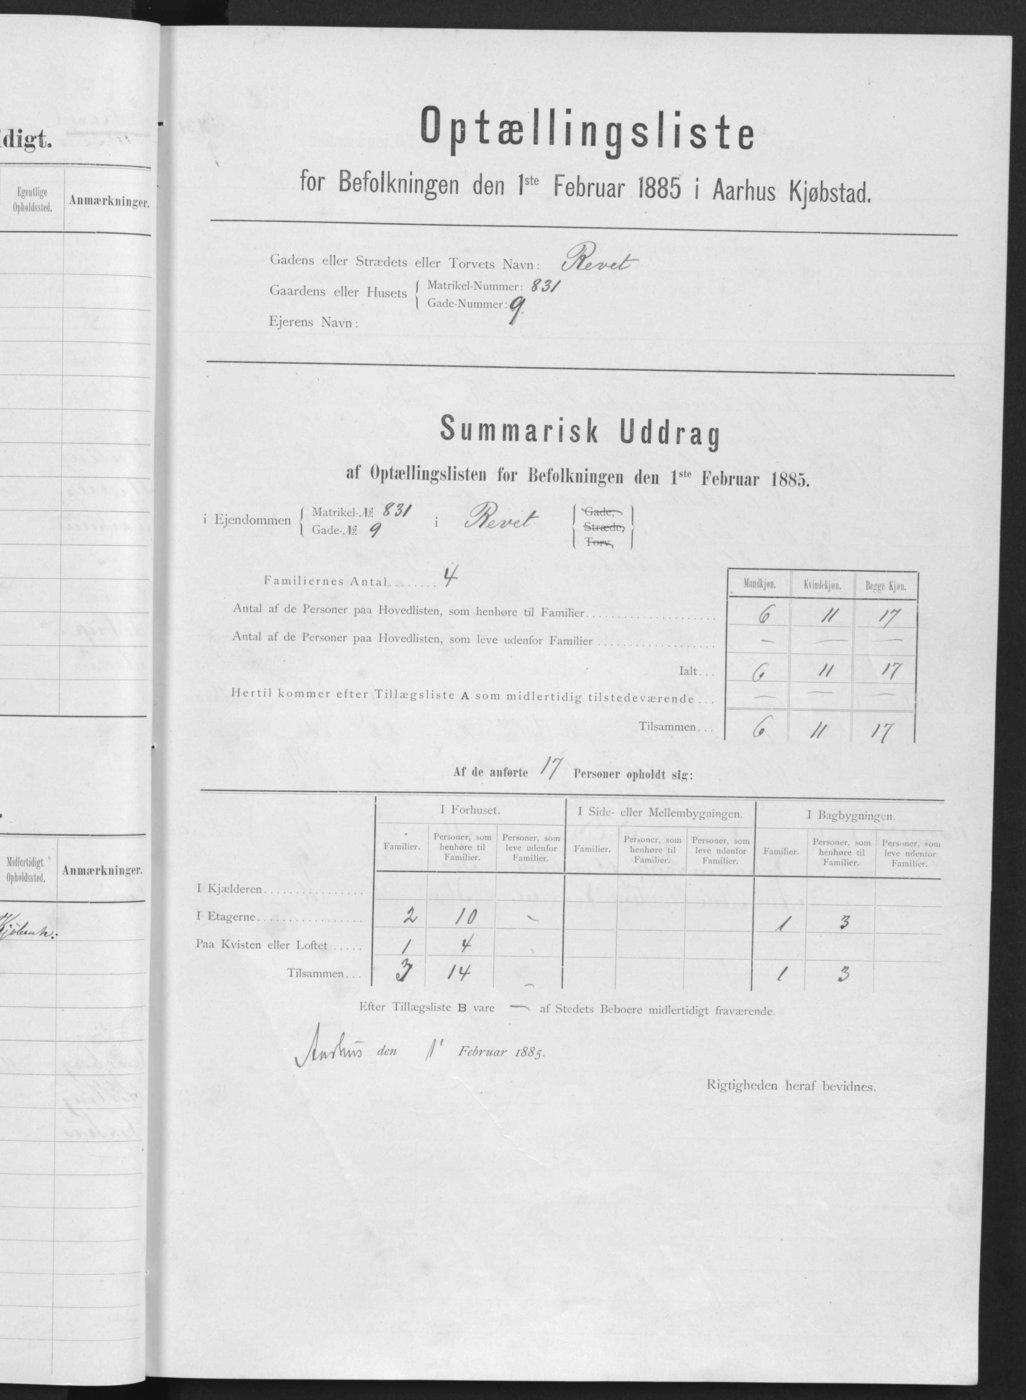 digt.
Egentlige
Opholdssted.
Anmærkninger.
Midlertidigt
Opholdssted.
Anmærkninger.
Optællingsliste
for Befolkningen den 1ste Februar 1885 i Aarhus Kjøbstad.
Gadens eller Strædets eller Torvets Navn: Revet
Gaardens eller Husets { Matrikel-Nummer: 831
Gade-Nummer: 9
Ejerens Navn:
Summarisk Uddrag
af Optællingslisten for Befolkningen den 1ste Februar 1885.
i Ejendommen { Matrikel-№ 831 i Revet { Gade,
Gade-№ 9 Stræde,
Torv,
Familiernes Antal........ 4
Mandkjøn. Kvindekjøn. Begge Kjøn.
Antal af de Personer paa Hovedlisten, som henhøre til Familier.................... 6 11 17
Antal af de Personer paa Hovedlisten, som leve udenfor Familier.................. — — —
Ialt... 6 11 17
Hertil kommer efter Tillægsliste A som midlertidig tilstedeværende... — — —
Tilsammen... 6 11 17
Af de anførte 17 Personer opholdt sig:
I Forhuset. I Side- eller Mellembygningen. I Bagbygningen.
Familier. Personer, som henhøre til Familier. Personer, som leve udenfor Familier. Familier. Personer, som henhøre til Familier. Personer, som leve udenfor Familier. Familier. Personer, som henhøre til Familier. Personer, som leve udenfor Familier.
I Kjælderen................
I Etagerne................. 2 10 - 1 3
Paa Kvisten eller Loftet ..... 1 4
Tilsammen... 3 14 - 1 3
Efter Tillægsliste B vare — af Stedets Beboere midlertidigt fraværende.
Aarhus den 1' Februar 1885.
Rigtigheden heraf bevidnes.